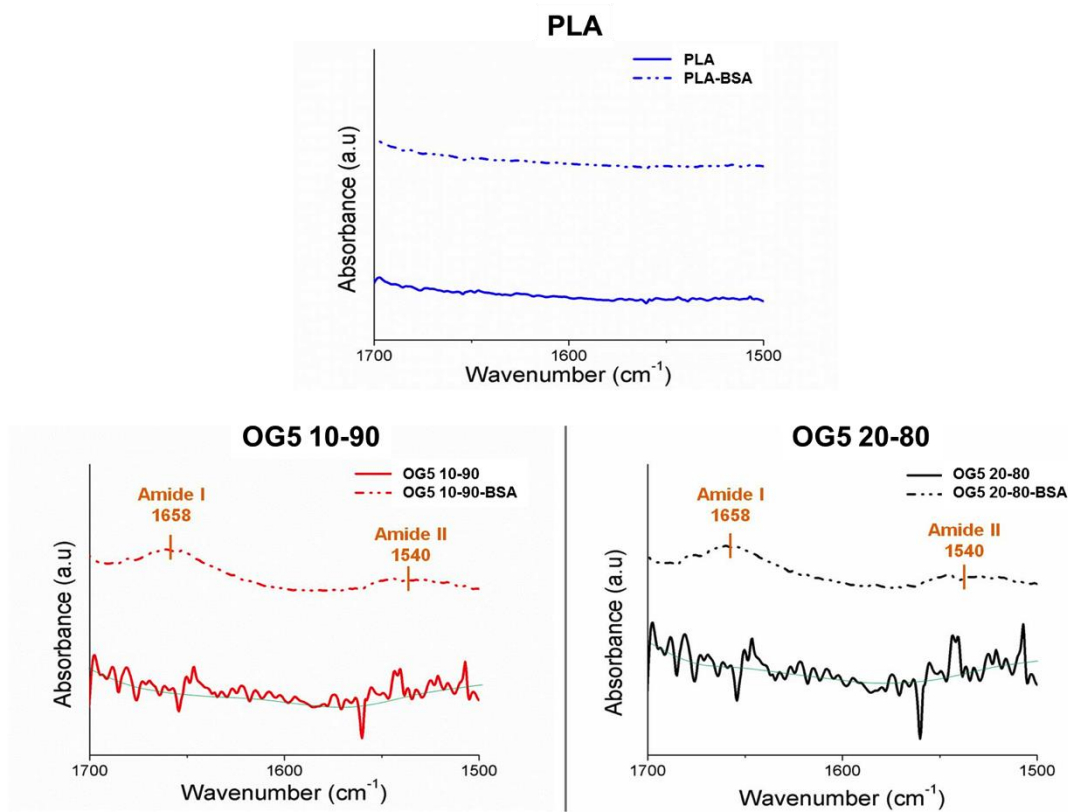 PLA
PLA
PLA-BSA
Absorbance (a.u)
1700
1600
1500
Wavenumber (cm⁻¹)
OG5 10-90
OG5 10-90
OG5 10-90-BSA
Amide I
1658
Amide II
1540
Absorbance (a.u)
1700
1600
1500
Wavenumber (cm⁻¹)
OG5 20-80
OG5 20-80
OG5 20-80-BSA
Amide I
1658
Amide II
1540
Absorbance (a.u)
1700
1600
1500
Wavenumber (cm⁻¹)